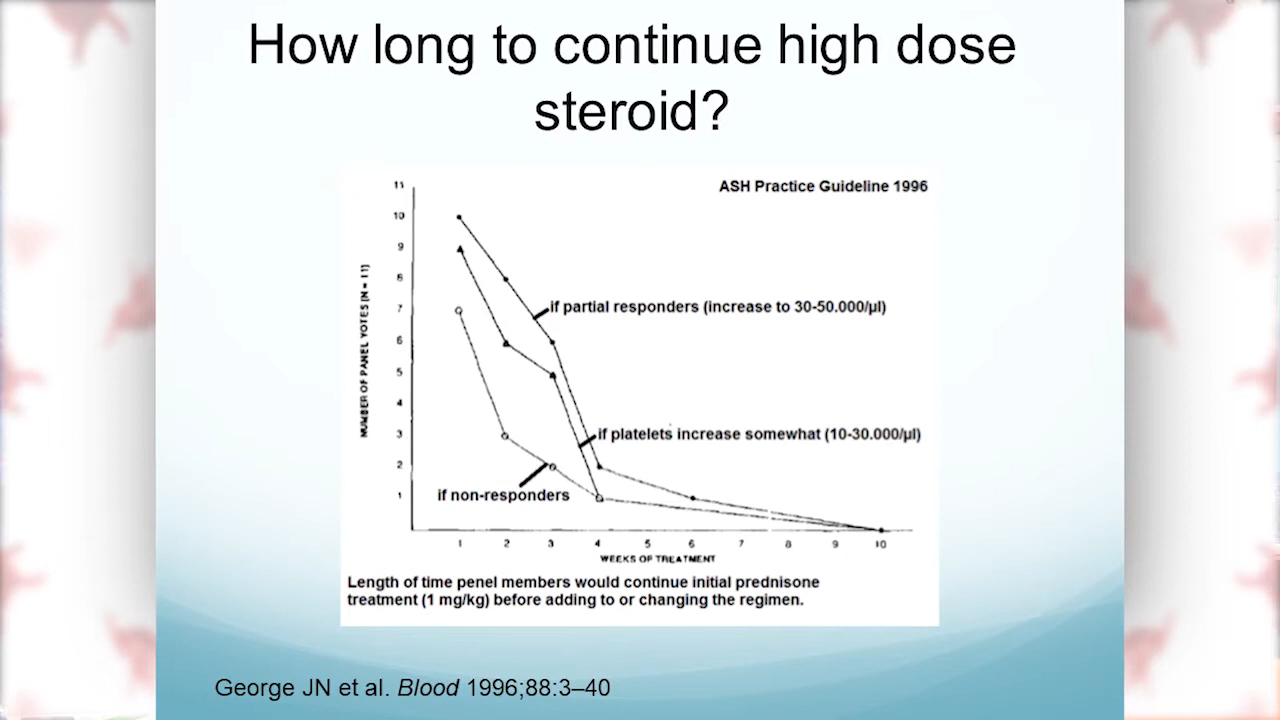 How long to continue high dose
steroid?
ASH Practice Guideline 1996
11
10
9
8
7
6
5
4
3
2
1
NUMBER OF PANEL VOTES (N = 11)
if partial responders (increase to 30-50.000/µl)
if platelets increase somewhat (10-30.000/µl)
if non-responders
1 2 3 4 5 6 7 8 9 10
WEEKS OF TREATMENT
Length of time penel members would continue initial prednisone
treatment (1 mg/kg) before adding to or changing the regimen.
George JN et al. Blood 1996;88:3–40